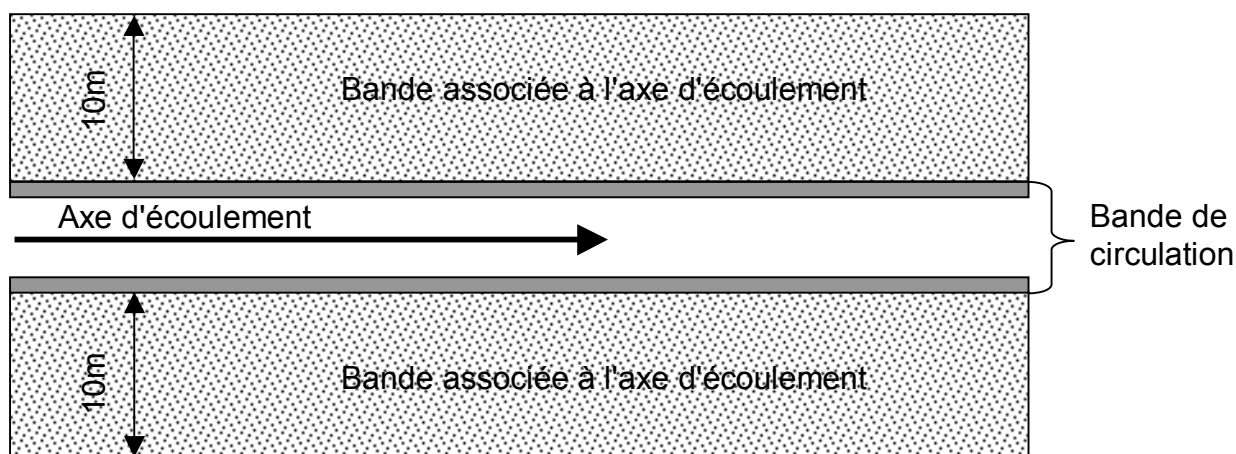 10m
Bande associée à l'axe d'écoulement
Axe d'écoulement
Bande de
circulation
10m
Bande associée à l'axe d'écoulement